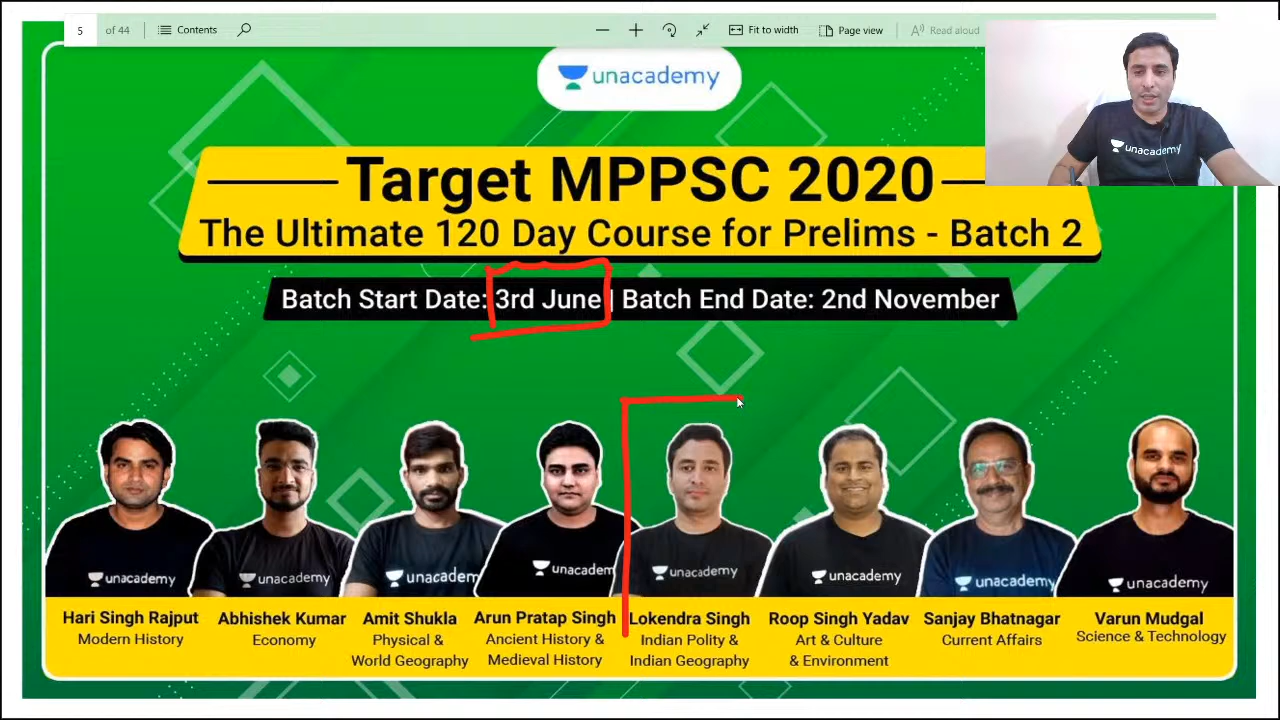 5 of 44 Contents Fit to width Page view Read aloud
unacademy
unacademy
Target MPPSC 2020
The Ultimate 120 Day Course for Prelims - Batch 2
Batch Start Date: 3rd June | Batch End Date: 2nd November
unacademy unacademy unacademy unacademy unacademy unacademy unacademy unacademy
Hari Singh Rajput
Modern History
Abhishek Kumar
Economy
Amit Shukla
Physical &
World Geography
Arun Pratap Singh
Ancient History &
Medieval History
Lokendra Singh
Indian Polity &
Indian Geography
Roop Singh Yadav
Art & Culture
& Environment
Sanjay Bhatnagar
Current Affairs
Varun Mudgal
Science & Technology